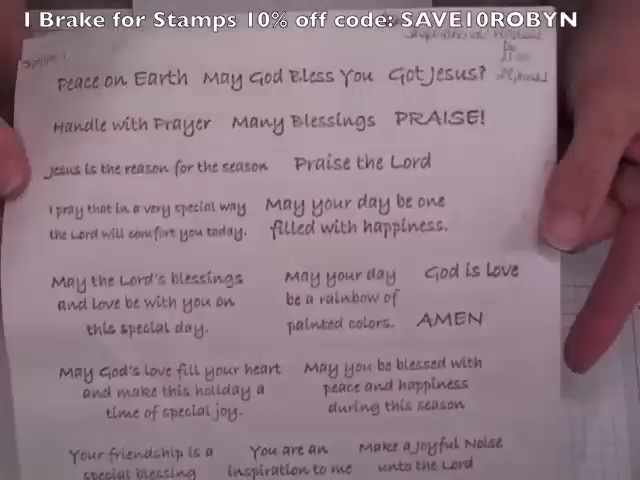 I Brake for Stamps 10% off code: SAVE10ROBYN
Peace on Earth May God Bless You Got Jesus?
Handle with Prayer Many Blessings PRAISE!
Jesus is the reason for the season Praise the Lord
I pray that in a very special way
the Lord will comfort you today.
May your day be one
filled with happiness.
May the Lord's blessings
and love be with you on
this special day.
May your day
be a rainbow of
painted colors.
God is love
AMEN
May God's love fill your heart
and make this holiday a
time of special joy.
May you be blessed with
peace and happiness
during this season
Your friendship is a
special blessing
You are an
inspiration to me
Make a Joyful Noise
unto the Lord